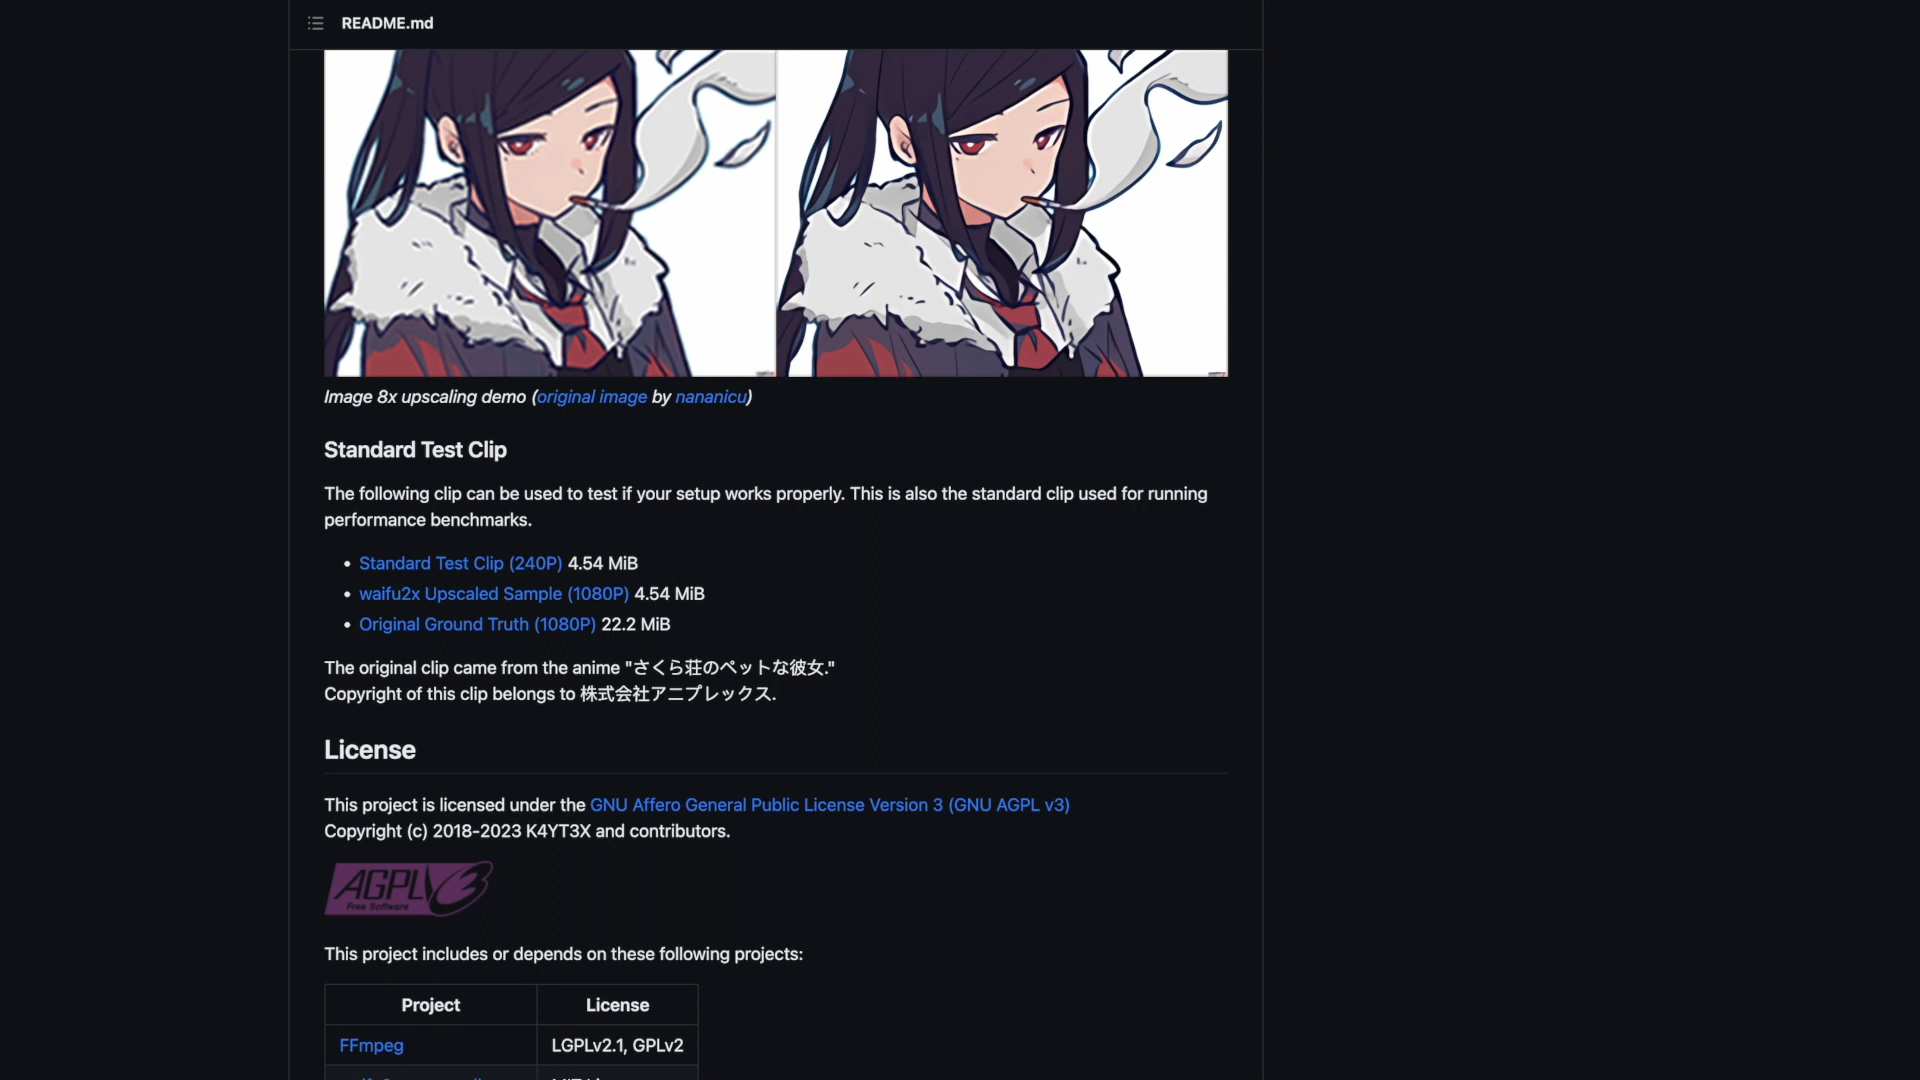 README.md
Image 8x upscaling demo (original image by nananicu)
Standard Test Clip
The following clip can be used to test if your setup works properly. This is also the standard clip used for running
performance benchmarks.
• Standard Test Clip (240P) 4.54 MiB
• waifu2x Upscaled Sample (1080P) 4.54 MiB
• Original Ground Truth (1080P) 22.2 MiB
The original clip came from the anime "さくら荘のペットな彼女."
Copyright of this clip belongs to 株式会社アニプレックス.
License
This project is licensed under the GNU Affero General Public License Version 3 (GNU AGPL v3)
Copyright (c) 2018-2023 K4YT3X and contributors.
AGPLv3
Free Software
This project includes or depends on these following projects:
Project License
FFmpeg LGPLv2.1, GPLv2